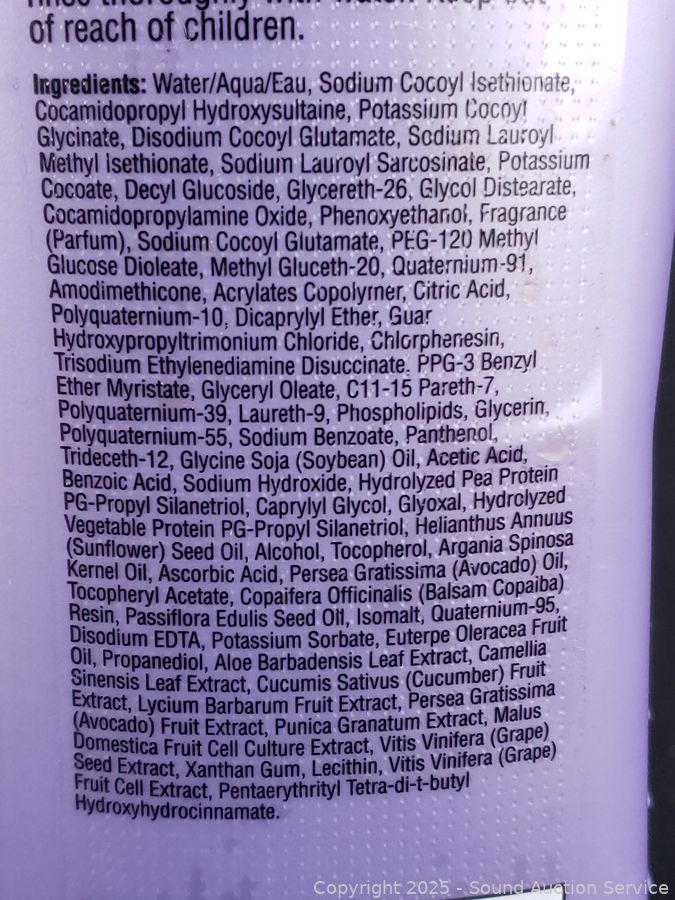 rinse thoroughly with water. Keep out
of reach of children.
Ingredients: Water/Aqua/Eau, Sodium Cocoyl Isethionate,
Cocamidopropyl Hydroxysultaine, Potassium Cocoyl
Glycinate, Disodium Cocoyl Glutamate, Sodium Lauroyl
Methyl Isethionate, Sodium Lauroyl Sarcosinate, Potassium
Cocoate, Decyl Glucoside, Glycereth-26, Glycol Distearate,
Cocamidopropylamine Oxide, Phenoxyethanol, Fragrance
(Parfum), Sodium Cocoyl Glutamate, PEG-120 Methyl
Glucose Dioleate, Methyl Gluceth-20, Quaternium-91,
Amodimethicone, Acrylates Copolymer, Citric Acid,
Polyquaternium-10, Dicaprylyl Ether, Guar
Hydroxypropyltrimonium Chloride, Chlorphenesin,
Trisodium Ethylenediamine Disuccinate, PPG-3 Benzyl
Ether Myristate, Glyceryl Oleate, C11-15 Pareth-7,
Polyquaternium-39, Laureth-9, Phospholipids, Glycerin,
Polyquaternium-55, Sodium Benzoate, Panthenol,
Trideceth-12, Glycine Soja (Soybean) Oil, Acetic Acid,
Benzoic Acid, Sodium Hydroxide, Hydrolyzed Pea Protein
PG-Propyl Silanetriol, Caprylyl Glycol, Glyoxal, Hydrolyzed
Vegetable Protein PG-Propyl Silanetriol, Helianthus Annuus
(Sunflower) Seed Oil, Alcohol, Tocopherol, Argania Spinosa
Kernel Oil, Ascorbic Acid, Persea Gratissima (Avocado) Oil,
Tocopheryl Acetate, Copaifera Officinalis (Balsam Copaiba)
Resin, Passiflora Edulis Seed Oil, Isomalt, Quaternium-95,
Disodium EDTA, Potassium Sorbate, Euterpe Oleracea Fruit
Oil, Propanediol, Aloe Barbadensis Leaf Extract, Camellia
Sinensis Leaf Extract, Cucumis Sativus (Cucumber) Fruit
Extract, Lycium Barbarum Fruit Extract, Persea Gratissima
(Avocado) Fruit Extract, Punica Granatum Extract, Malus
Domestica Fruit Cell Culture Extract, Vitis Vinifera (Grape)
Seed Extract, Xanthan Gum, Lecithin, Vitis Vinifera (Grape)
Fruit Cell Extract, Pentaerythrityl Tetra-di-t-butyl
Hydroxyhydrocinnamate.
Copyright 2025 - Sound Auction Service